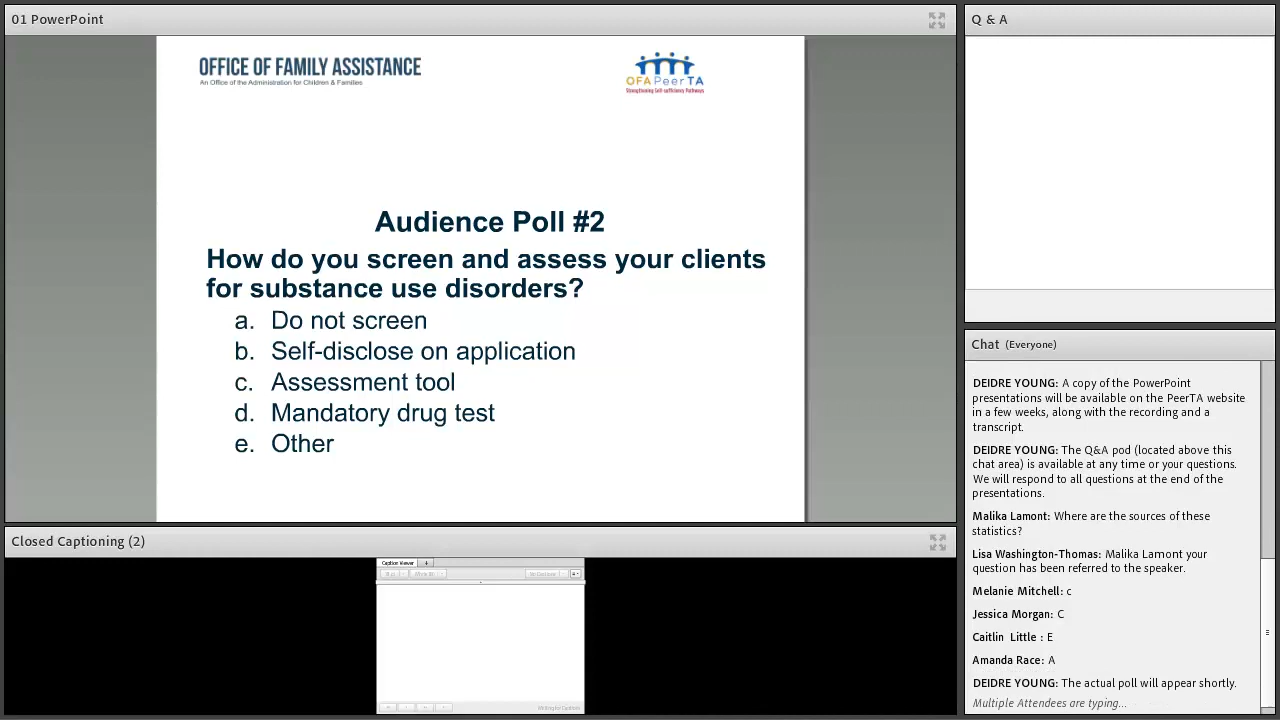 01 PowerPoint
OFFICE OF FAMILY ASSISTANCE
An Office of the Administration for Children & Families
OFA PeerTA
Strengthening Self-sufficiency Pathways
Audience Poll #2
How do you screen and assess your clients
for substance use disorders?
a. Do not screen
b. Self-disclose on application
c. Assessment tool
d. Mandatory drug test
e. Other
Closed Captioning (2)
Caption Viewer
Q & A
Chat (Everyone)
DEIDRE YOUNG: A copy of the PowerPoint
presentations will be available on the PeerTA website
in a few weeks, along with the recording and a
transcript.
DEIDRE YOUNG: The Q&A pod (located above this
chat area) is available at any time or your questions.
We will respond to all questions at the end of the
presentations.
Malika Lamont: Where are the sources of these
statistics?
Lisa Washington-Thomas: Malika Lamont your
question has been referred to the speaker.
Melanie Mitchell: c
Jessica Morgan: C
Caitlin Little : E
Amanda Race: A
DEIDRE YOUNG: The actual poll will appear shortly.
Multiple Attendees are typing...